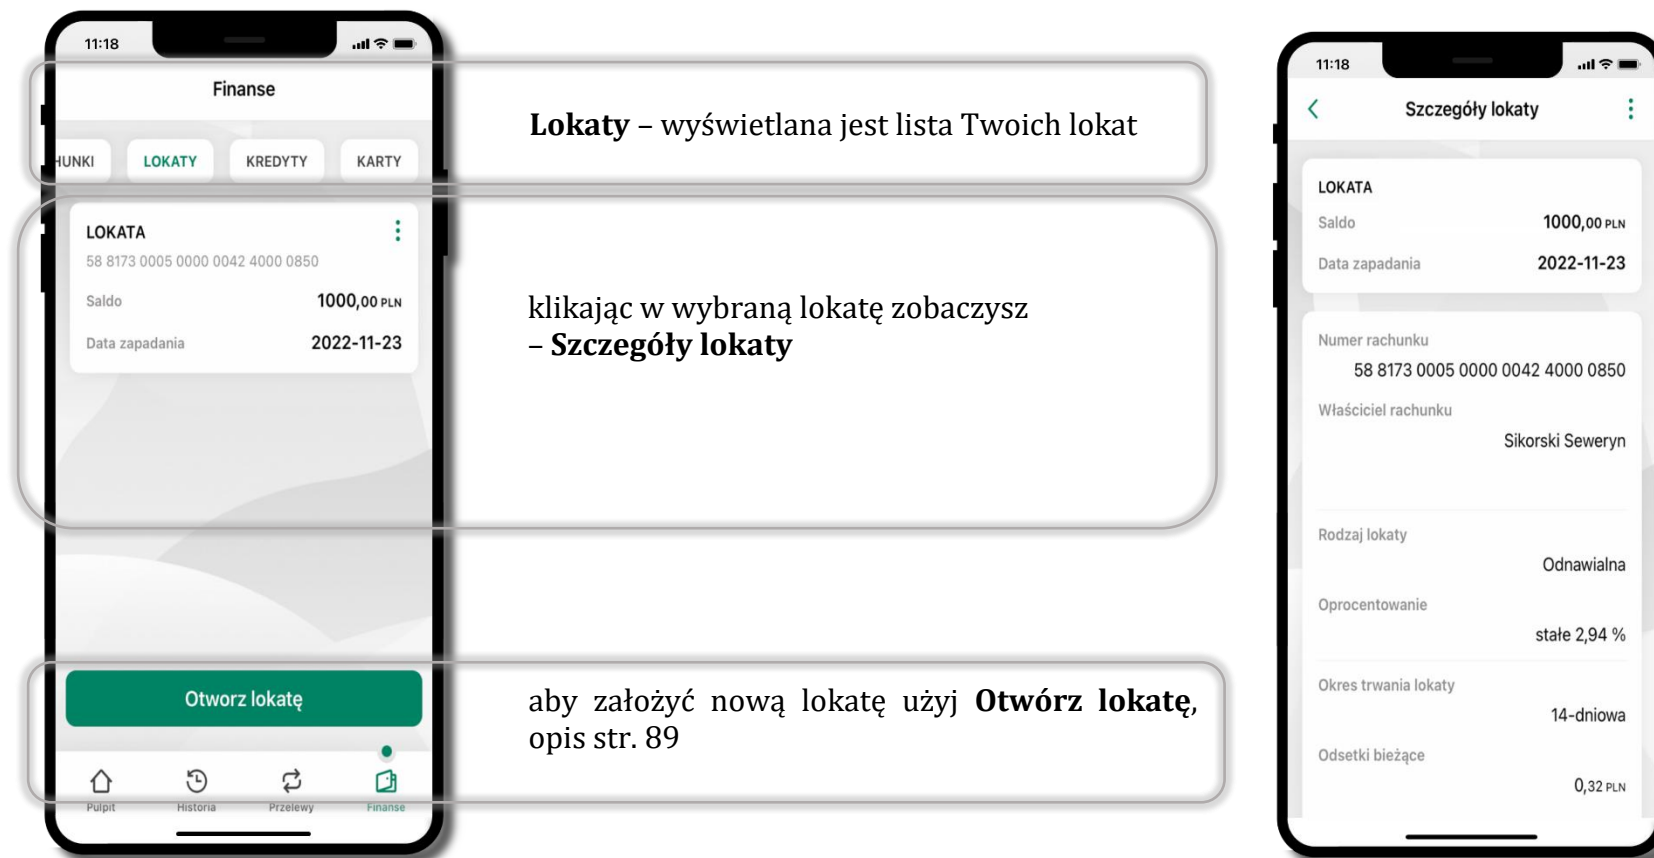 11:18
Finanse
HUNKI LOKATY KREDYTY KARTY
LOKATA
58 8173 0005 0000 0042 4000 0850
Saldo 1000,00 PLN
Data zapadania 2022-11-23
Otworz lokatę
Pulpit Historia Przelewy Finanse
Lokaty – wyświetlana jest lista Twoich lokat
klikając w wybraną lokatę zobaczysz
– Szczegóły lokaty
aby założyć nową lokatę użyj Otwórz lokatę,
opis str. 89
11:18
Szczegóły lokaty
LOKATA
Saldo 1000,00 PLN
Data zapadania 2022-11-23
Numer rachunku
58 8173 0005 0000 0042 4000 0850
Właściciel rachunku
Sikorski Seweryn
Rodzaj lokaty
Odnawialna
Oprocentowanie
stałe 2,94 %
Okres trwania lokaty
14-dniowa
Odsetki bieżące
0,32 PLN